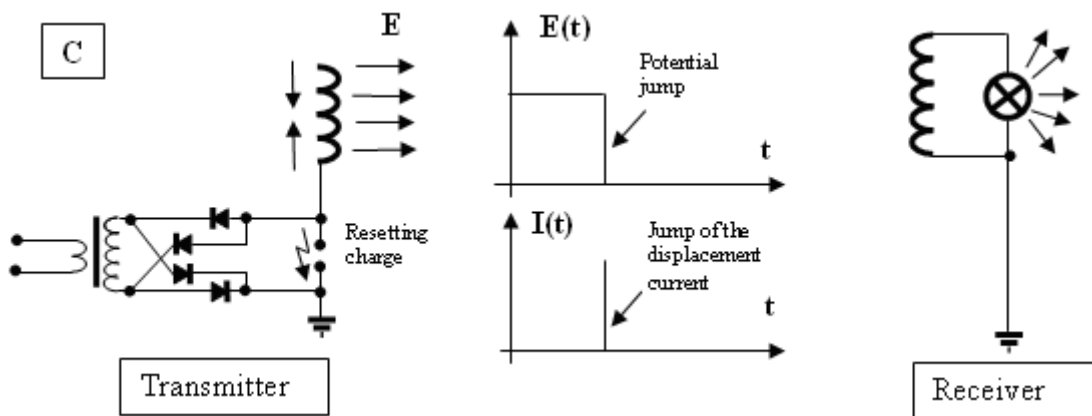 C
E
E(t)
Potential
jump
t
Resetting
charge
I(t)
Jump of the
displacement
current
t
Transmitter
Receiver